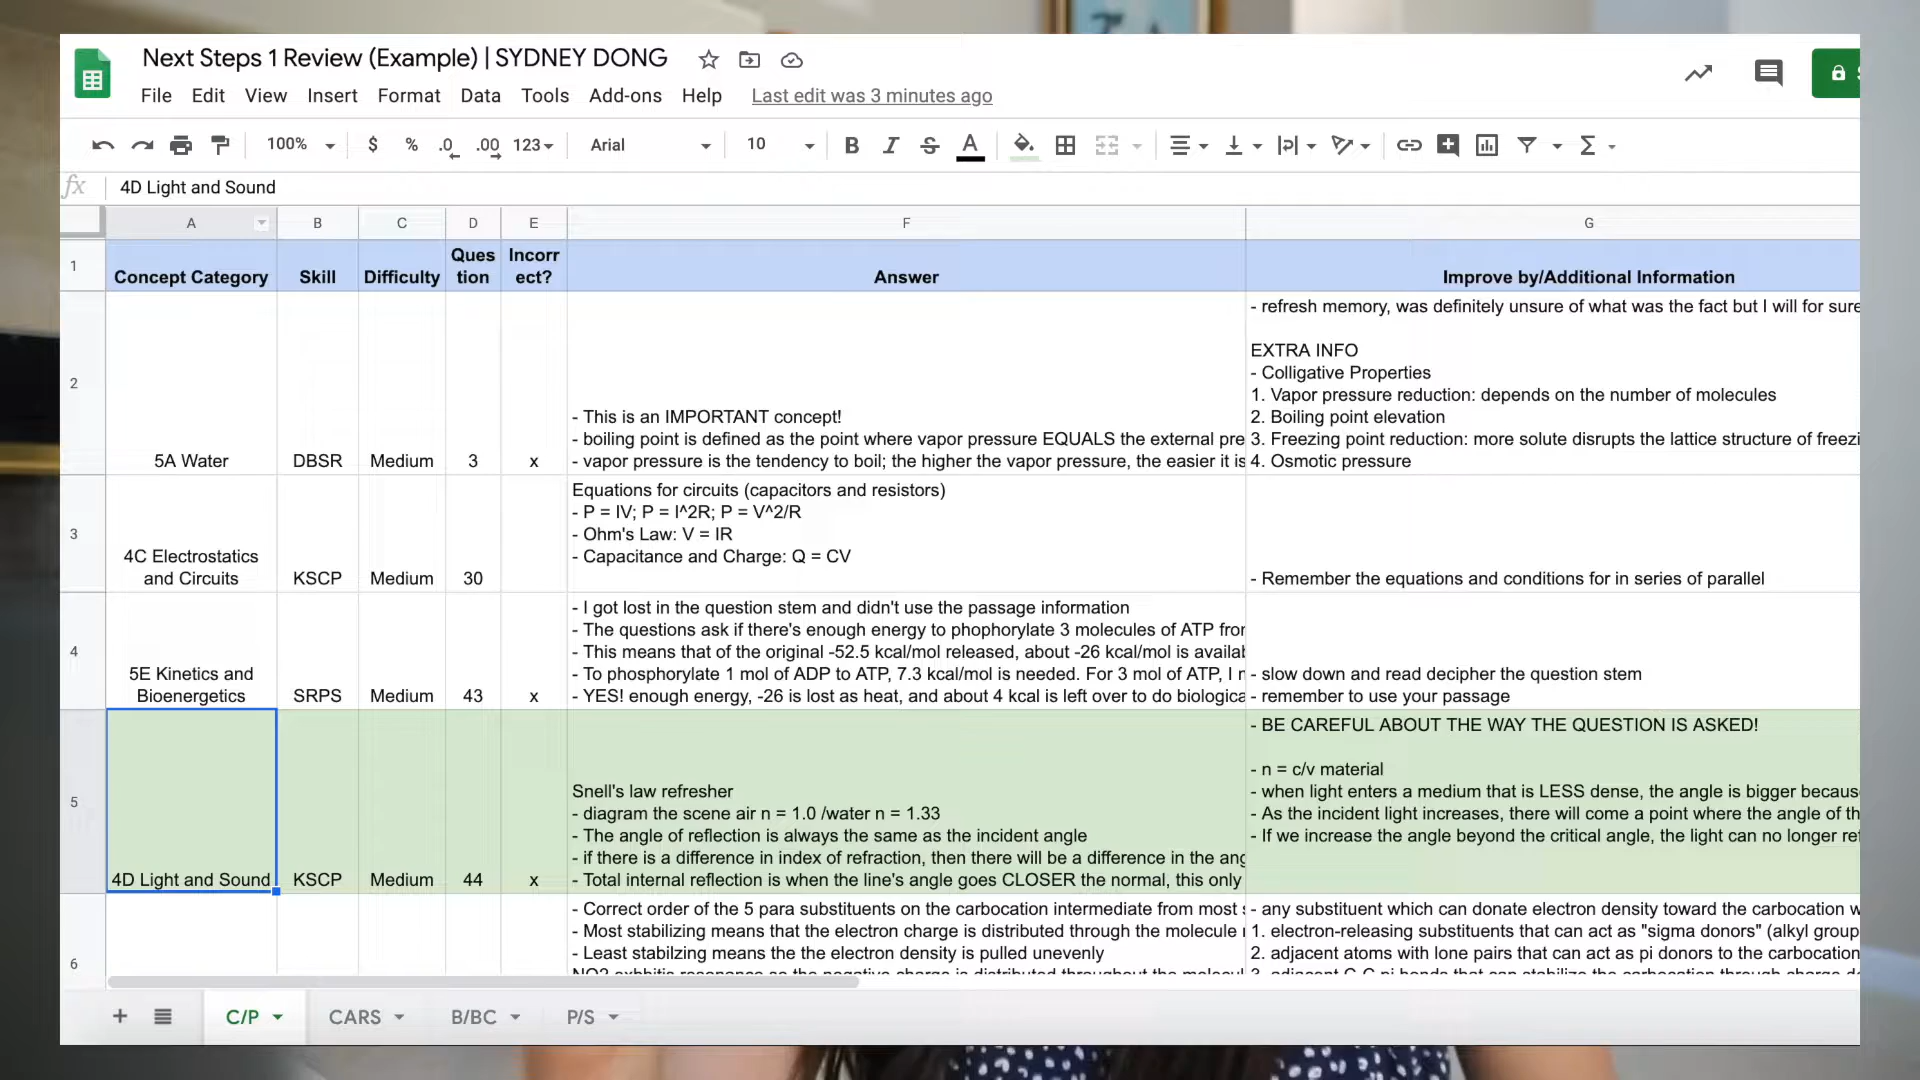 Next Steps 1 Review (Example) | SYDNEY DONG
File Edit View Insert Format Data Tools Add-ons Help Last edit was 3 minutes ago
100% $ % .0 .00 123 Arial 10 B I S A
fx 4D Light and Sound
A B C D E F G
1 Concept Category Skill Difficulty Ques tion Incorr ect? Answer Improve by/Additional Information
2 5A Water DBSR Medium 3 x
- This is an IMPORTANT concept!
- boiling point is defined as the point where vapor pressure EQUALS the external pre
- vapor pressure is the tendency to boil; the higher the vapor pressure, the easier it is
- refresh memory, was definitely unsure of what was the fact but I will for sure
EXTRA INFO
- Colligative Properties
1. Vapor pressure reduction: depends on the number of molecules
2. Boiling point elevation
3. Freezing point reduction: more solute disrupts the lattice structure of freezi
4. Osmotic pressure
3 4C Electrostatics and Circuits KSCP Medium 30
Equations for circuits (capacitors and resistors)
- P = IV; P = I^2R; P = V^2/R
- Ohm's Law: V = IR
- Capacitance and Charge: Q = CV
- Remember the equations and conditions for in series of parallel
4 5E Kinetics and Bioenergetics SRPS Medium 43 x
- I got lost in the question stem and didn't use the passage information
- The questions ask if there's enough energy to phophorylate 3 molecules of ATP fror
- This means that of the original -52.5 kcal/mol released, about -26 kcal/mol is availab
- To phosphorylate 1 mol of ADP to ATP, 7.3 kcal/mol is needed. For 3 mol of ATP, I r
- YES! enough energy, -26 is lost as heat, and about 4 kcal is left over to do biologica
- slow down and read decipher the question stem
- remember to use your passage
5 4D Light and Sound KSCP Medium 44 x
Snell's law refresher
- diagram the scene air n = 1.0 /water n = 1.33
- The angle of reflection is always the same as the incident angle
- if there is a difference in index of refraction, then there will be a difference in the ang
- Total internal reflection is when the line's angle goes CLOSER the normal, this only
- BE CAREFUL ABOUT THE WAY THE QUESTION IS ASKED!
- n = c/v material
- when light enters a medium that is LESS dense, the angle is bigger becaus
- As the incident light increases, there will come a point where the angle of th
- If we increase the angle beyond the critical angle, the light can no longer re
6
- Correct order of the 5 para substituents on the carbocation intermediate from most
- Most stabilizing means that the electron charge is distributed through the molecule
- Least stabilzing means the the electron density is pulled unevenly
- any substituent which can donate electron density toward the carbocation w
1. electron-releasing substituents that can act as "sigma donors" (alkyl group
2. adjacent atoms with lone pairs that can act as pi donors to the carbocation
C/P CARS B/BC P/S